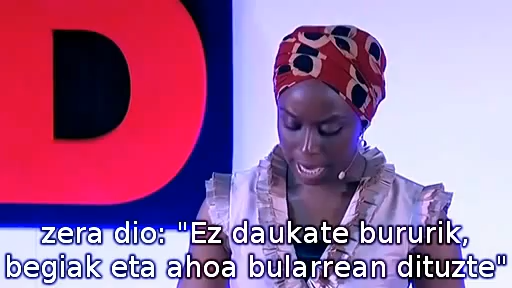 D
zera dio: "Ez daukate bururik,
begiak eta ahoa bularrean dituzte"